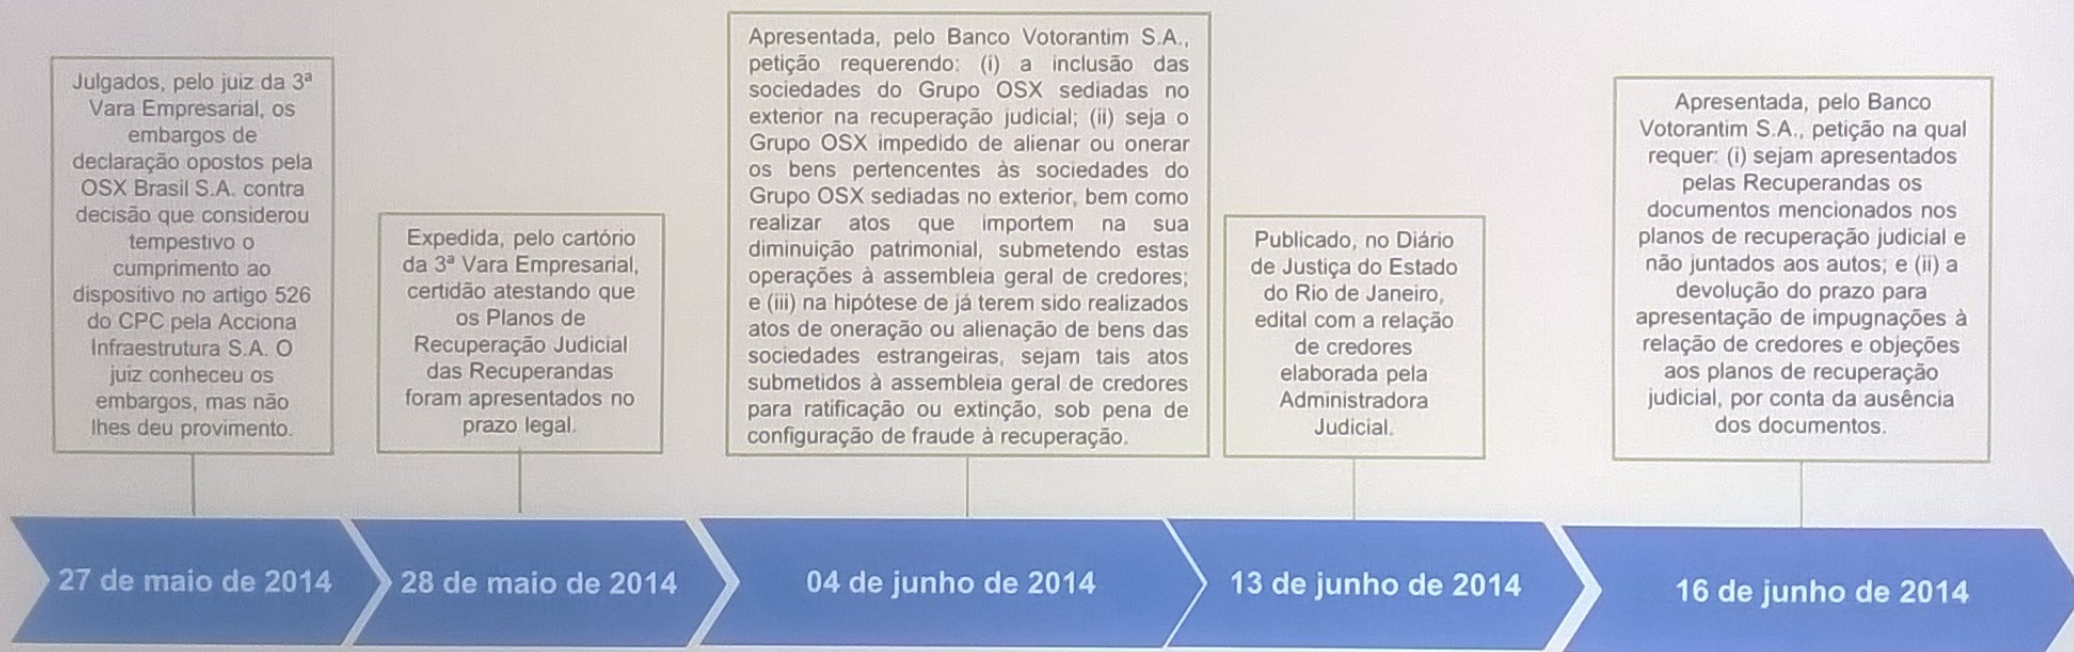 Julgados, pelo juiz da 3ª
Vara Empresarial, os
embargos de
declaração opostos pela
OSX Brasil S.A. contra
decisão que considerou
tempestivo o
cumprimento ao
dispositivo no artigo 526
do CPC pela Acciona
Infraestrutura S.A. O
juiz conheceu os
embargos, mas não
lhes deu provimento.
27 de maio de 2014
Expedida, pelo cartório
da 3ª Vara Empresarial,
certidão atestando que
os Planos de
Recuperação Judicial
das Recuperandas
foram apresentados no
prazo legal.
28 de maio de 2014
Apresentada, pelo Banco Votorantim S.A.,
petição requerendo: (i) a inclusão das
sociedades do Grupo OSX sediadas no
exterior na recuperação judicial; (ii) seja o
Grupo OSX impedido de alienar ou onerar
os bens pertencentes às sociedades do
Grupo OSX sediadas no exterior, bem como
realizar atos que importem na sua
diminuição patrimonial, submetendo estas
operações à assembleia geral de credores;
e (iii) na hipótese de já terem sido realizados
atos de oneração ou alienação de bens das
sociedades estrangeiras, sejam tais atos
submetidos à assembleia geral de credores
para ratificação ou extinção, sob pena de
configuração de fraude à recuperação.
04 de junho de 2014
Publicado, no Diário
de Justiça do Estado
do Rio de Janeiro,
edital com a relação
de credores
elaborada pela
Administradora
Judicial.
13 de junho de 2014
Apresentada, pelo Banco
Votorantim S.A., petição na qual
requer: (i) sejam apresentados
pelas Recuperandas os
documentos mencionados nos
planos de recuperação judicial e
não juntados aos autos; e (ii) a
devolução do prazo para
apresentação de impugnações à
relação de credores e objeções
aos planos de recuperação
judicial, por conta da ausência
dos documentos.
16 de junho de 2014